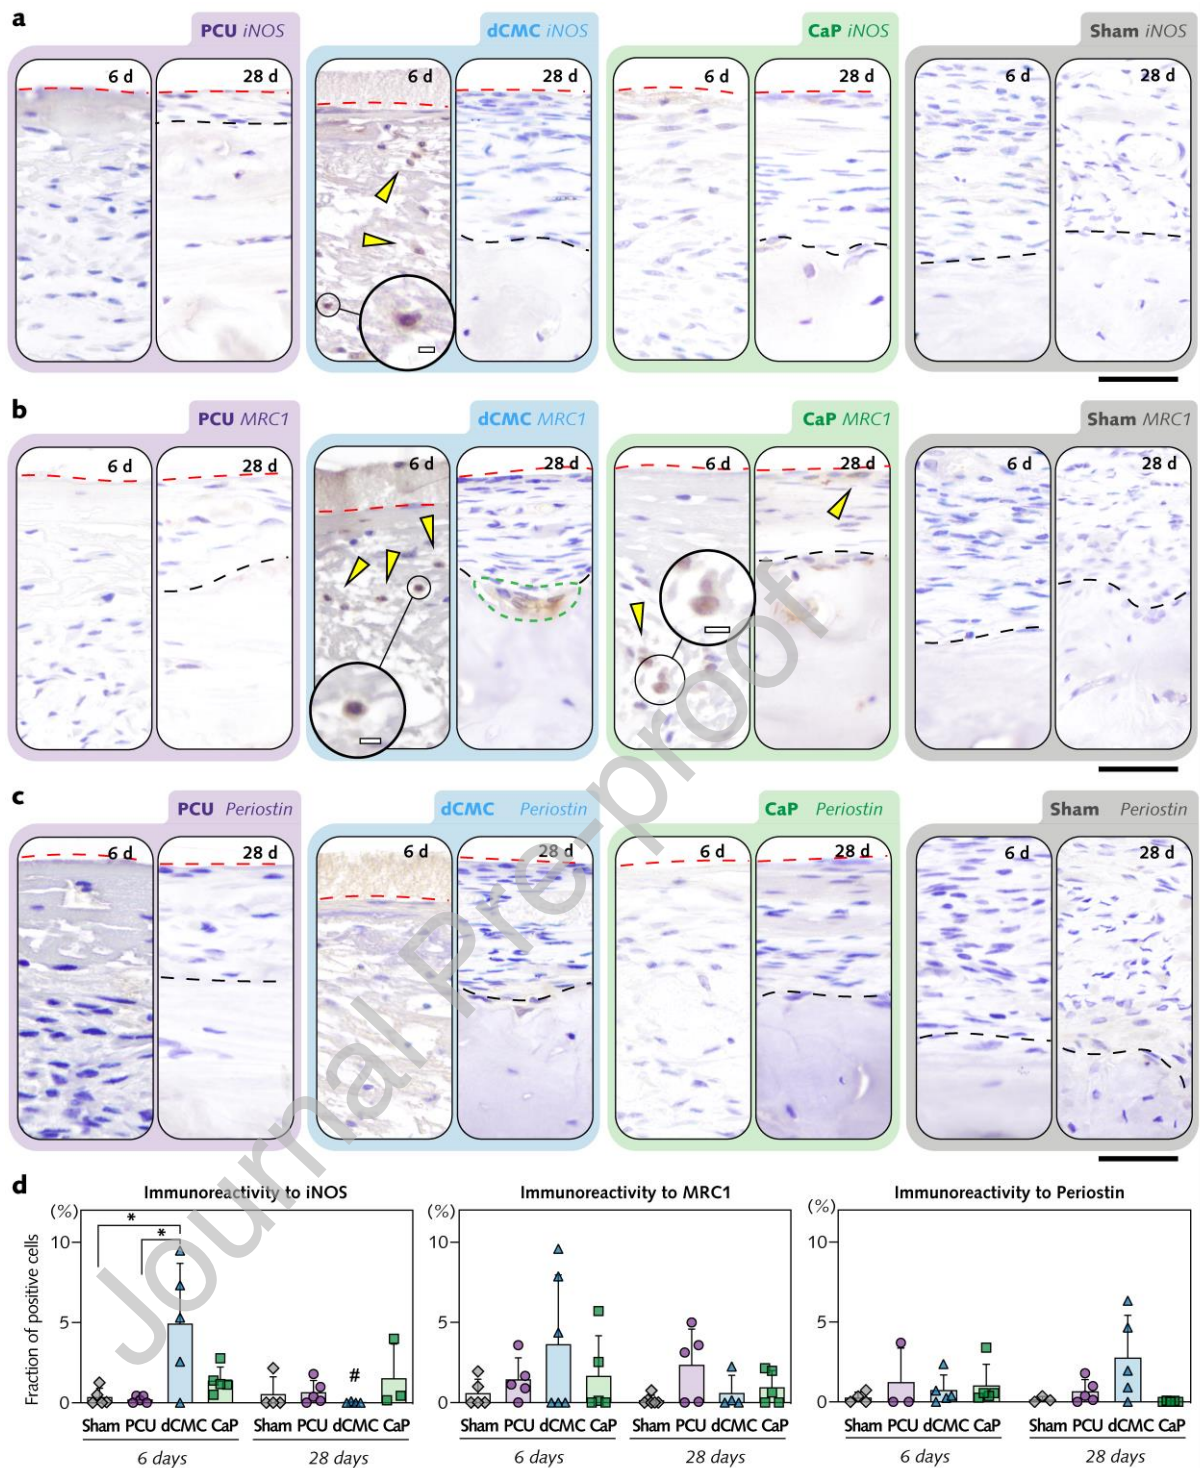 a
PCU iNOS
dCMC iNOS
CaP iNOS
Sham iNOS
6 d
28 d
6 d
28 d
6 d
28 d
6 d
28 d
b
PCU MRC1
dCMC MRC1
CaP MRC1
Sham MRC1
6 d
28 d
6 d
28 d
6 d
28 d
6 d
28 d
c
PCU Periostin
dCMC Periostin
CaP Periostin
Sham Periostin
6 d
28 d
6 d
28 d
6 d
28 d
6 d
28 d
Journal Pre-proof
d
Immunoreactivity to iNOS
Immunoreactivity to MRC1
Immunoreactivity to Periostin
Fraction of positive cells
(%)
10
5
0
*
*
#
Sham PCU dCMC CaP
Sham PCU dCMC CaP
6 days
28 days
(%)
10
5
0
Sham PCU dCMC CaP
Sham PCU dCMC CaP
6 days
28 days
(%)
10
5
0
Sham PCU dCMC CaP
Sham PCU dCMC CaP
6 days
28 days